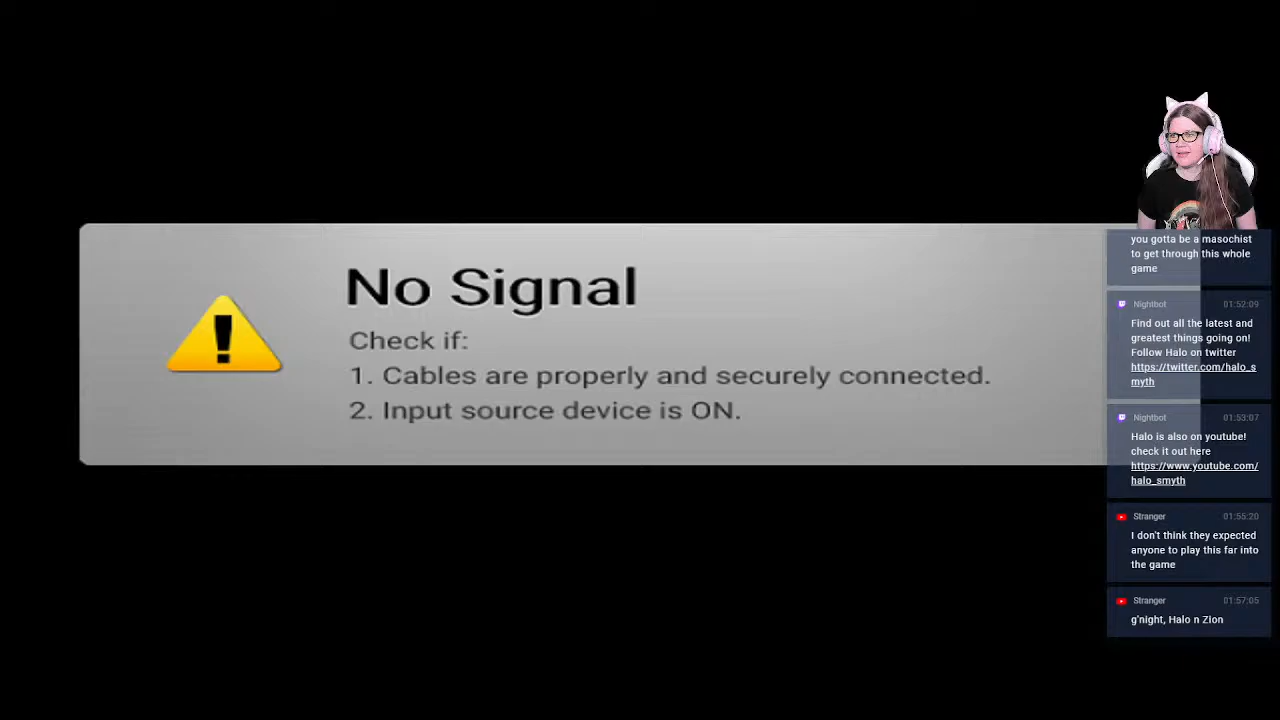 No Signal
Check if:
1. Cables are properly and securely connected.
2. Input source device is ON.
you gotta be a masochist
to get through this whole
game
Nightbot 01:52:09
Find out all the latest and
greatest things going on!
Follow Halo on twitter
https://twitter.com/halo_s
myth
Nightbot 01:53:07
Halo is also on youtube!
check it out here
https://www.youtube.com/
halo_smyth
Stranger 01:55:20
I don't think they expected
anyone to play this far into
the game
Stranger 01:57:05
g'night, Halo n Zion